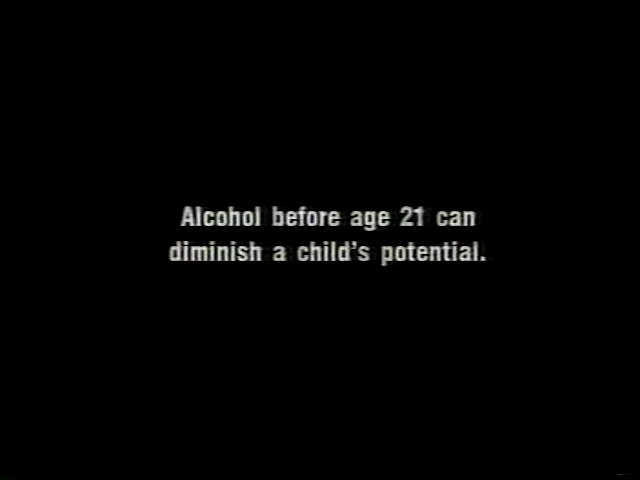 Alcohol before age 21 can
diminish a child's potential.